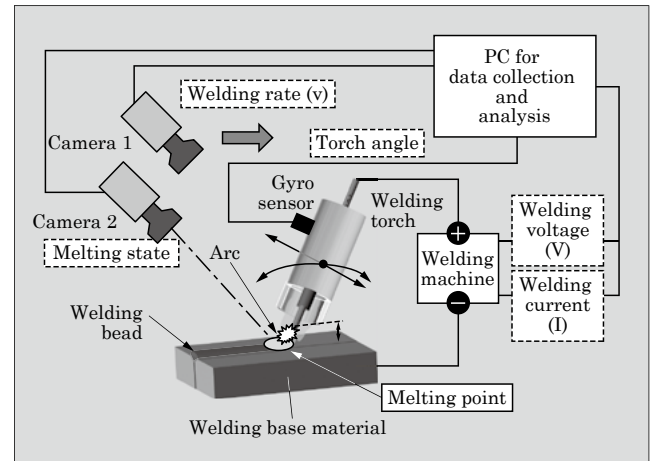 PC for
data collection
and
analysis
Welding rate (v)
Camera 1
Torch angle
Gyro
sensor
Welding
torch
Camera 2
Melting state
Arc
+
Welding
machine
−
Welding
voltage
(V)
Welding
current
(I)
Welding
bead
Melting point
Welding base material